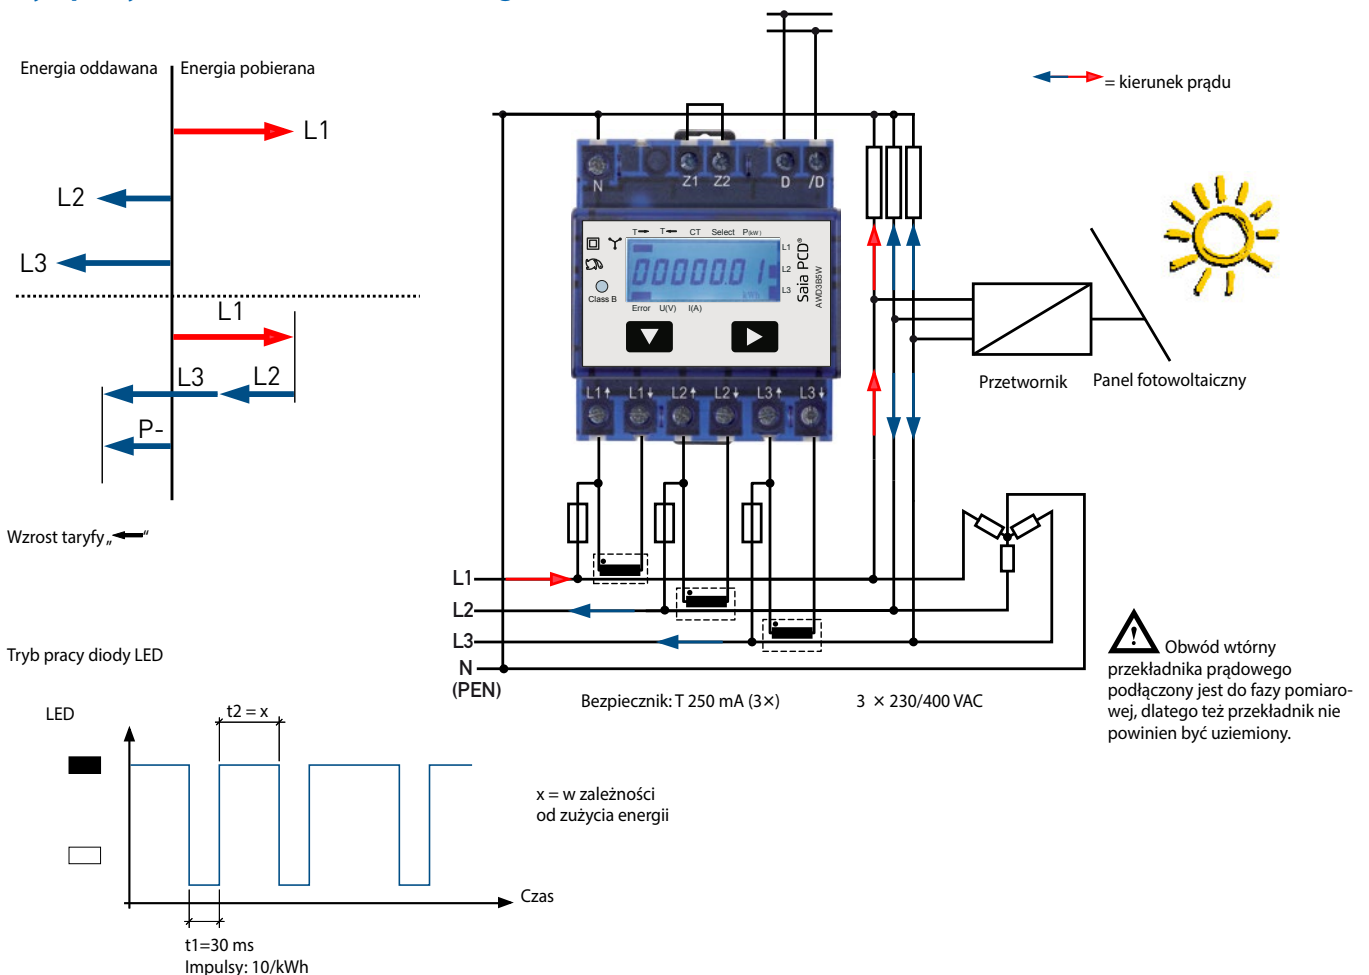 Energia oddawana
Energia pobierana
L1
L2
L3
L1
L3
L2
P-
Wzrost taryfy „ “
Tryb pracy diody LED
LED
t2 = x
Czas
t1=30 ms
Impulsy: 10/kWh
x = w zależności
od zużycia energii
= kierunek prądu
N
Z1
Z2
D
/D
T
T
CT
Select
P(kW)
L1
L2
L3
000000.01
kWh
Class B
Error
U(V)
I(A)
Saia PCD®
AWD3B5W
L1
L1
L2
L2
L3
L3
Przetwornik
Panel fotowoltaiczny
L1
L2
L3
N
(PEN)
Bezpiecznik: T 250 mA (3×)
3 × 230/400 VAC
! Obwód wtórny
przekładnika prądowego
podłączony jest do fazy pomiaro-
wej, dlatego też przekładnik nie
powinien być uziemiony.